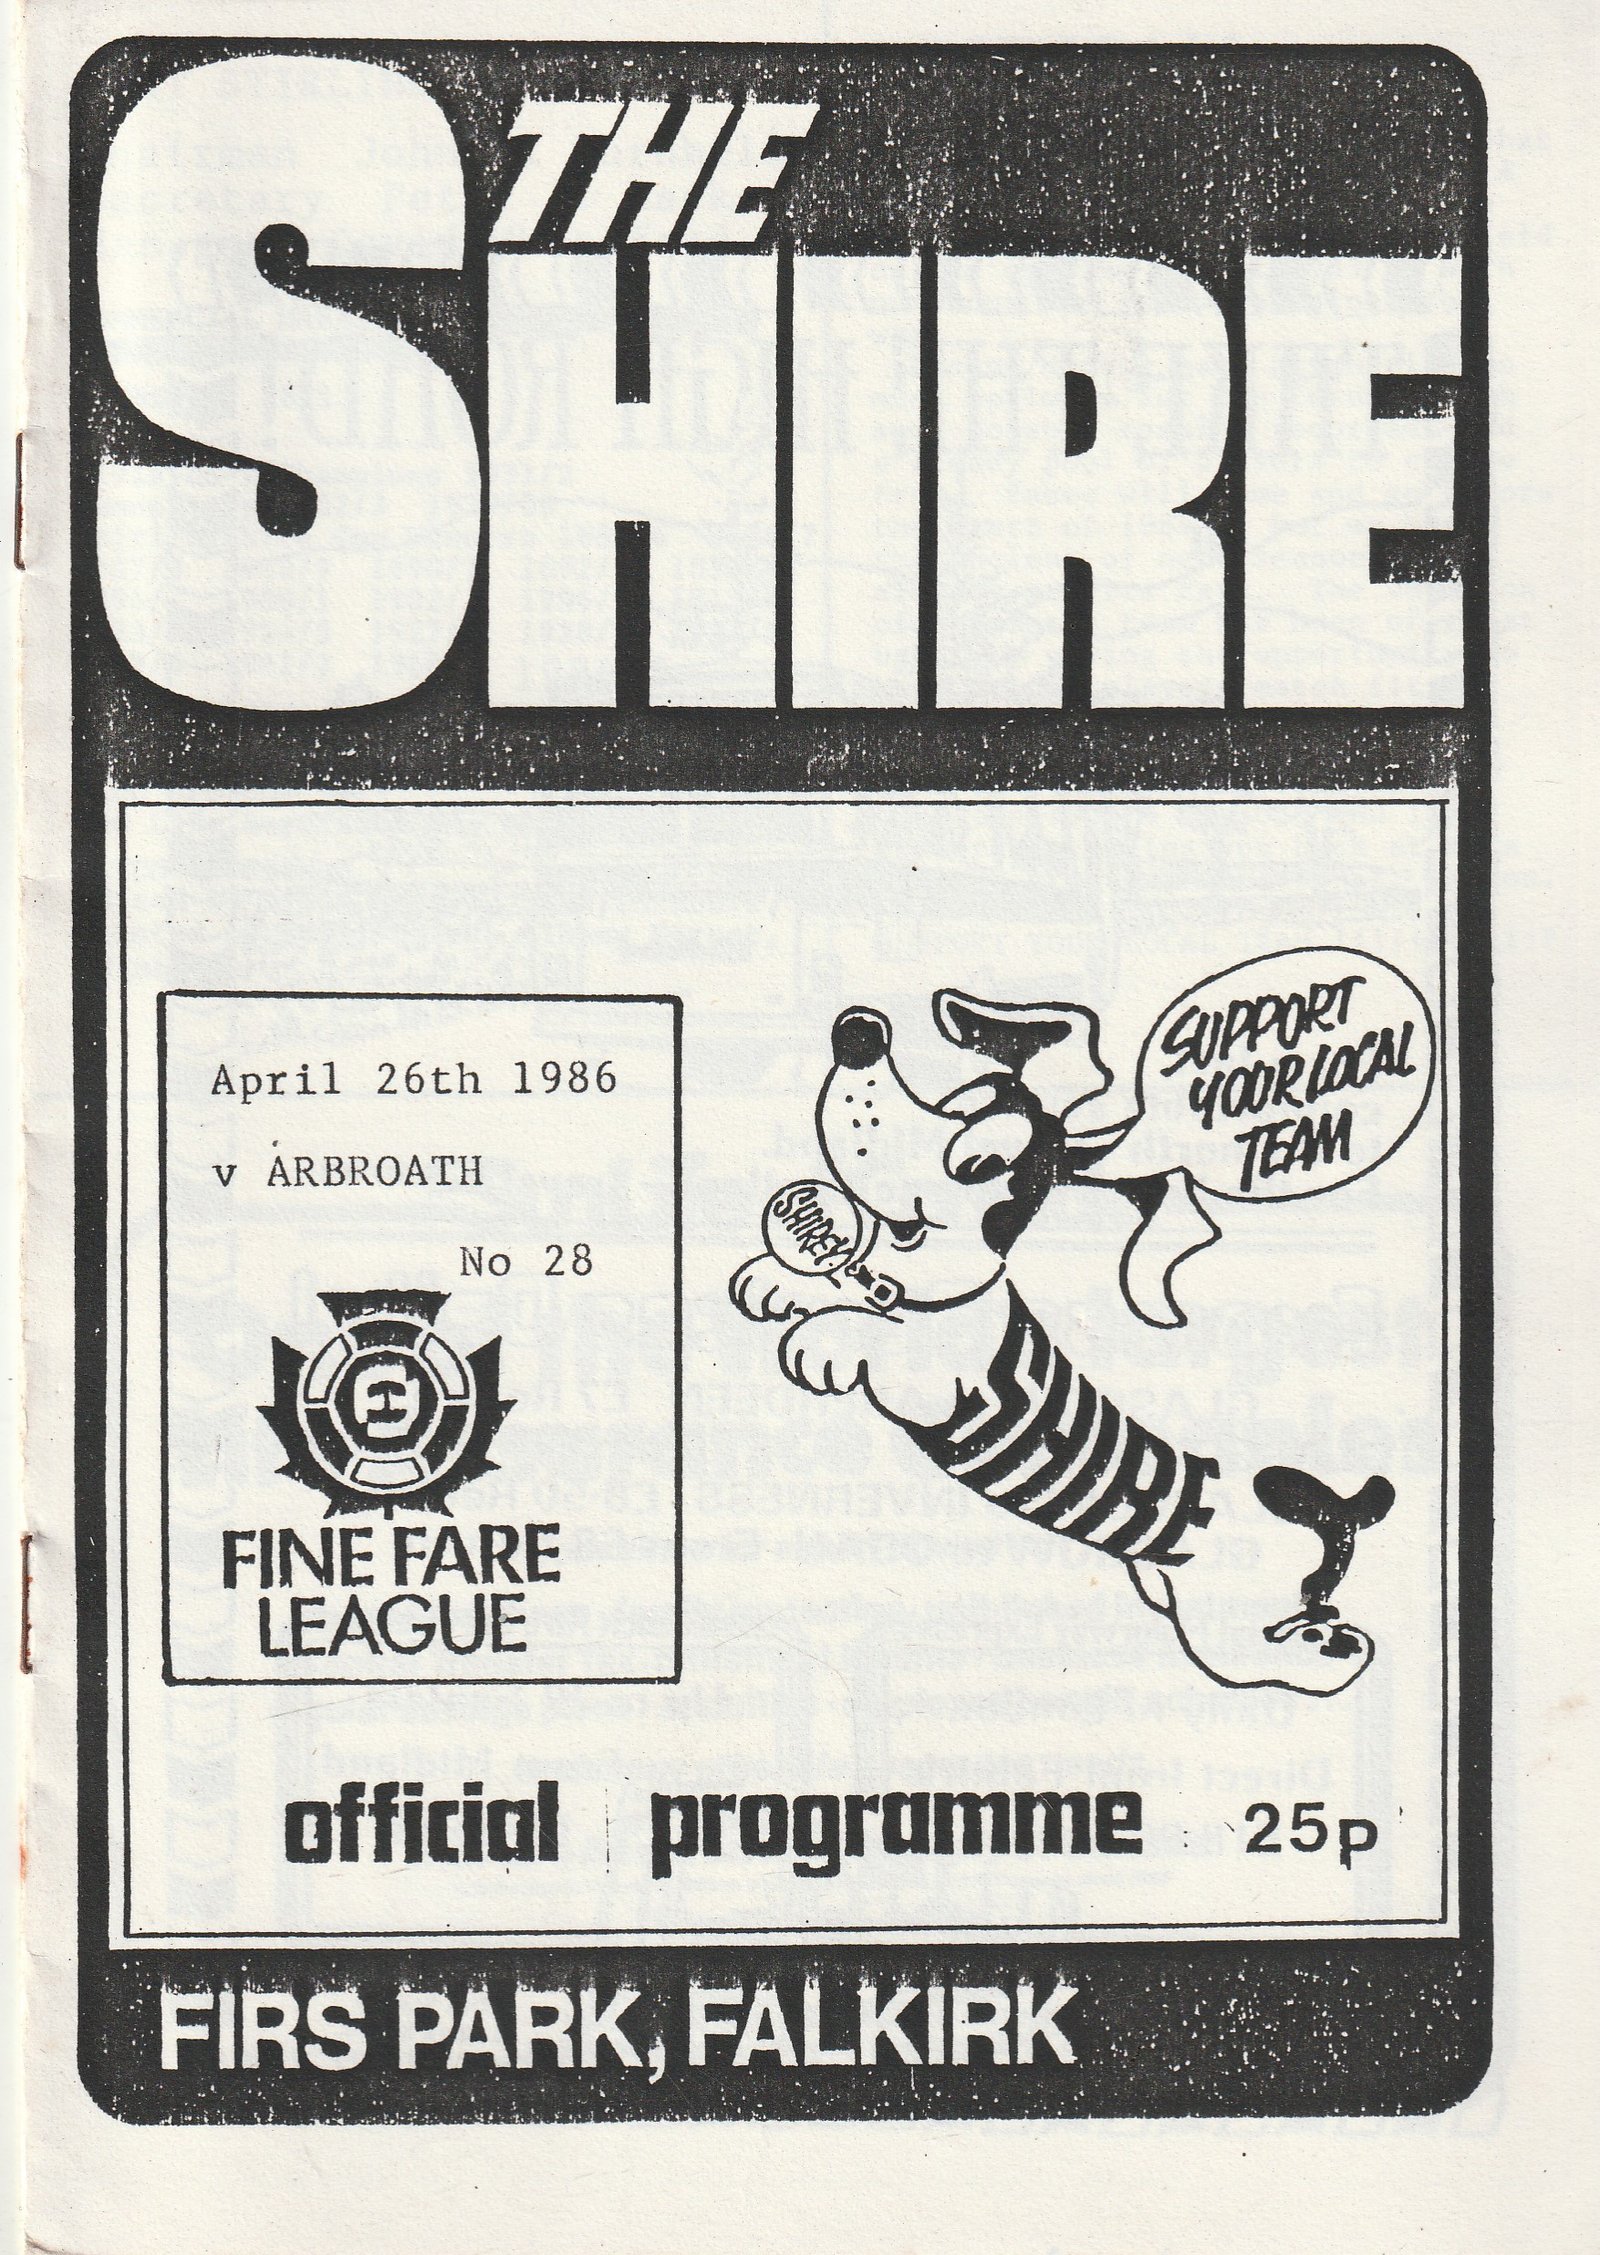 THE
SHIRE
April 26th 1986
v ARBROATH
No 28
FINE FARE
LEAGUE
SUPPORT
YOUR LOCAL
TEAM
SHIREY
SHIRE
official programme 25p
FIRS PARK, FALKIRK